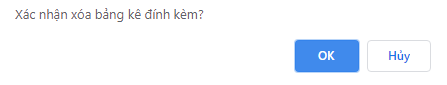 Xác nhận xóa bảng kê đính kèm?
OK Hủy